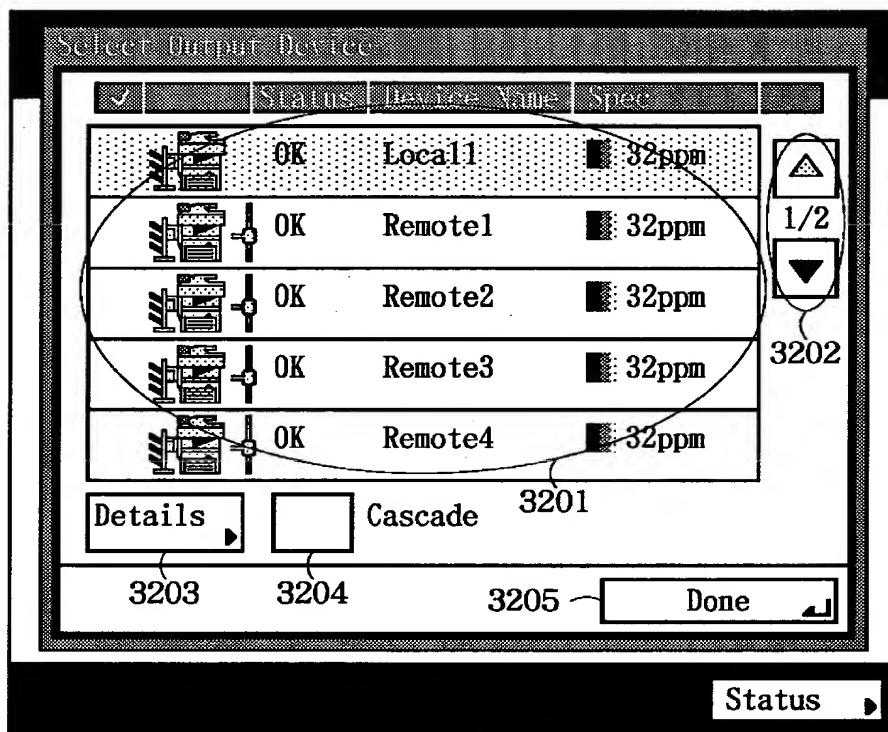 Select Output Device
✓ Status Device Name Spec
OK Local1 32ppm
OK Remote1 32ppm
1/2
OK Remote2 32ppm
3202
OK Remote3 32ppm
OK Remote4 32ppm
3201
Details Cascade
3203 3204 3205 Done
Status